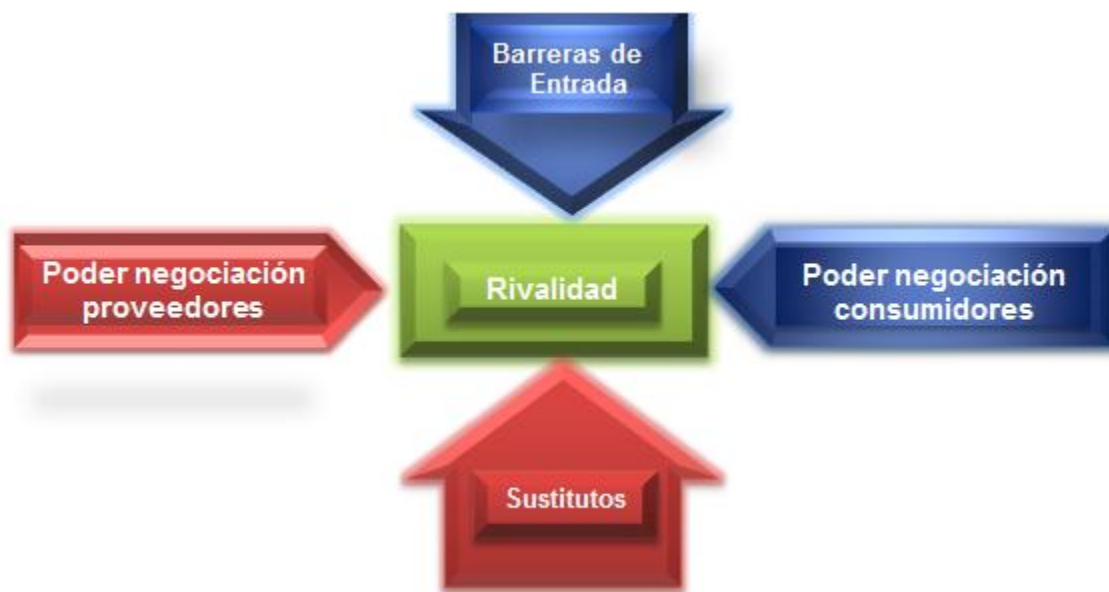 Barreras de
Entrada
Poder negociación
proveedores
Rivalidad
Poder negociación
consumidores
Sustitutos